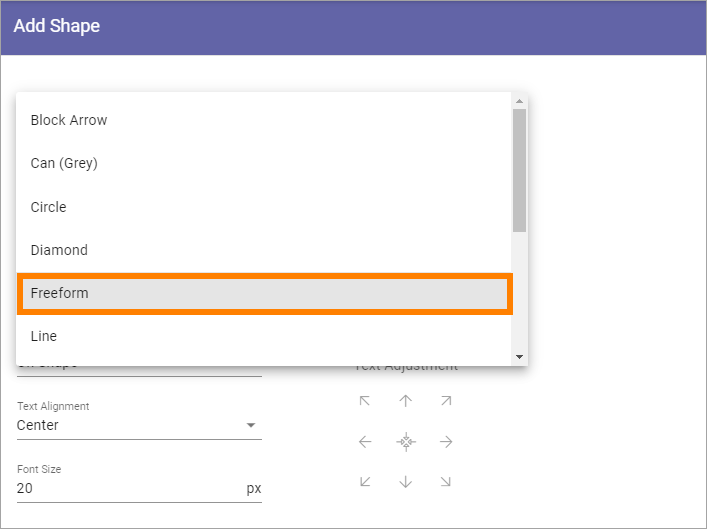 Add Shape
Block Arrow
Can (Grey)
Circle
Diamond
Freeform
Line
Text Adjustment
Text Alignment
Center
Font Size
20 px